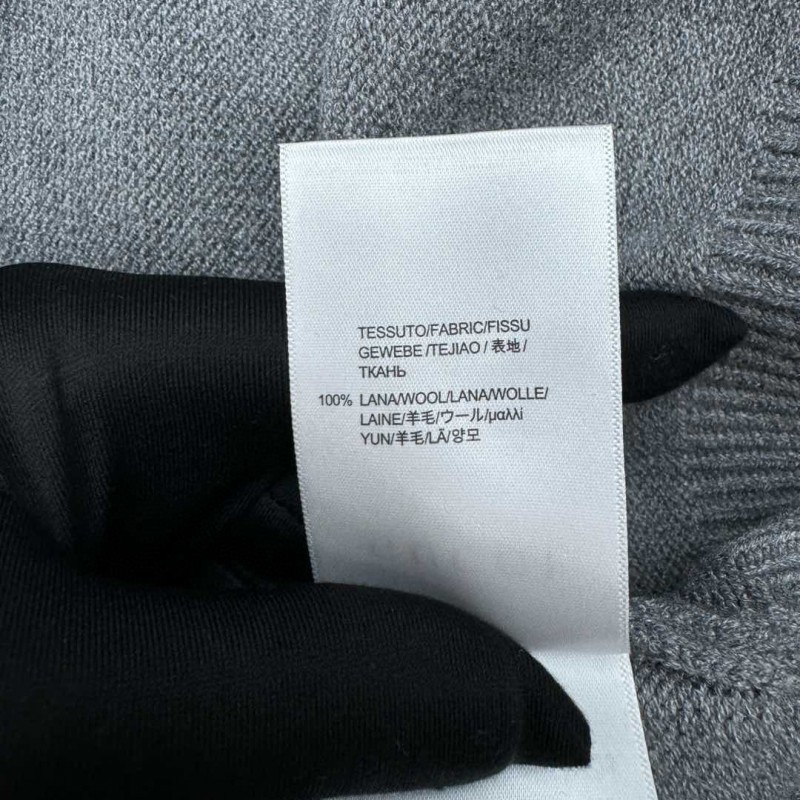 TESSUTO/FABRIC/FISSU
GEWEBE /TEJIAO / 表地 /
ТКАНЬ
100% LANA/WOOL/LANA/WOLLE/
LAINE/羊毛/ウール/μαλλί
YUN/羊毛/LÃ/양모